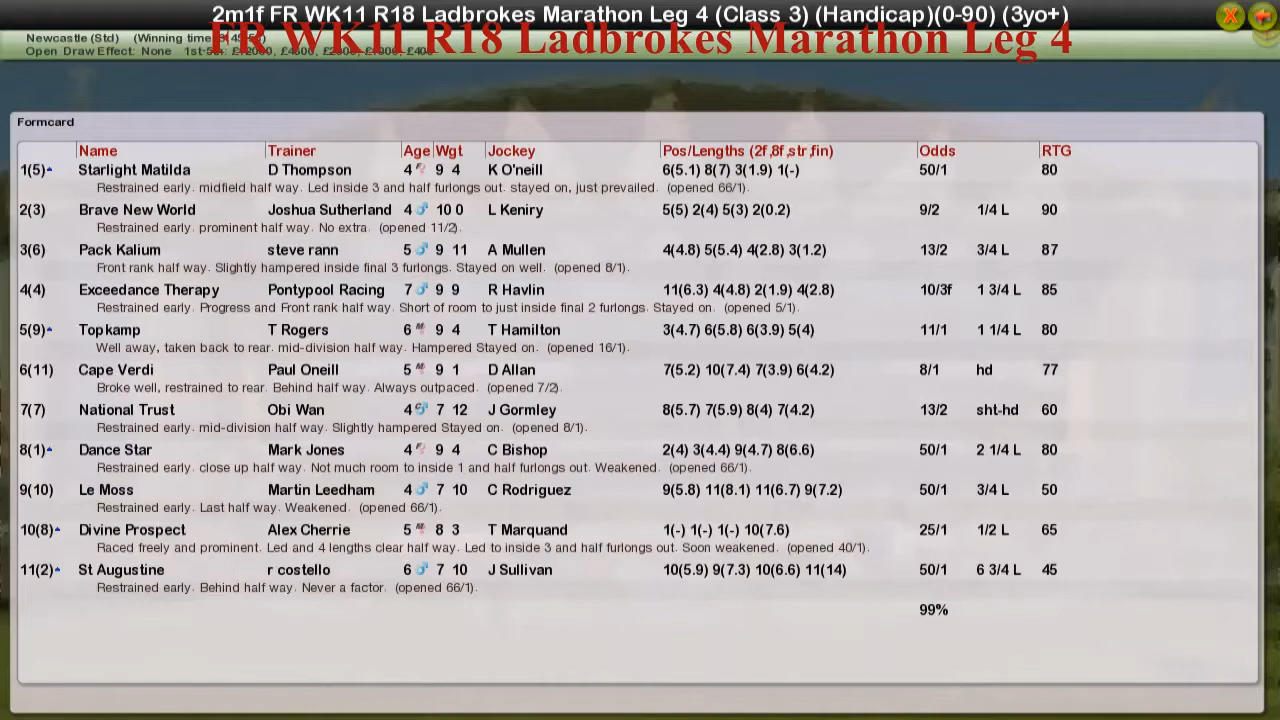 2m1f FR WK11 R18 Ladbrokes Marathon Leg 4 (Class 3) (Handicap)(0-90) (3yo+)
FR WK11 R18 Ladbrokes Marathon Leg 4
Newcastle (Std) (Winning time
Open Draw Effect: None
Formcard
Name Trainer Age Wgt Jockey Pos/Lengths (2f,8f,str,fin) Odds RTG
1(5) Starlight Matilda D Thompson 4 9 4 K O'neill 6(5.1) 8(7) 3(1.9) 1(-) 50/1 80
Restrained early. midfield half way. Led inside 3 and half furlongs out. stayed on, just prevailed. (opened 66/1).
2(3) Brave New World Joshua Sutherland 4 10 0 L Keniry 5(5) 2(4) 5(3) 2(0.2) 9/2 1/4 L 90
Restrained early. prominent half way. No extra. (opened 11/2).
3(6) Pack Kalium steve rann 5 9 11 A Mullen 4(4.8) 5(5.4) 4(2.8) 3(1.2) 13/2 3/4 L 87
Front rank half way. Slightly hampered inside final 3 furlongs. Stayed on well. (opened 8/1).
4(4) Exceedance Therapy Pontypool Racing 7 9 9 R Havlin 11(6.3) 4(4.8) 2(1.9) 4(2.8) 10/3f 1 3/4 L 85
Restrained early. Progress and Front rank half way. Short of room to just inside final 2 furlongs. Stayed on. (opened 5/1).
5(9) Topkamp T Rogers 6 9 4 T Hamilton 3(4.7) 6(5.8) 6(3.9) 5(4) 11/1 1 1/4 L 80
Well away, taken back to rear. mid-division half way. Hampered Stayed on. (opened 16/1).
6(11) Cape Verdi Paul Oneill 5 9 1 D Allan 7(5.2) 10(7.4) 7(3.9) 6(4.2) 8/1 hd 77
Broke well, restrained to rear. Behind half way. Always outpaced. (opened 7/2).
7(7) National Trust Obi Wan 4 7 12 J Gormley 8(5.7) 7(5.9) 8(4) 7(4.2) 13/2 sht-hd 60
Restrained early. mid-division half way. Slightly hampered Stayed on. (opened 8/1).
8(1) Dance Star Mark Jones 4 9 4 C Bishop 2(4) 3(4.4) 9(4.7) 8(6.6) 50/1 2 1/4 L 80
Restrained early. close up half way. Not much room to inside 1 and half furlongs out. Weakened. (opened 66/1).
9(10) Le Moss Martin Leedham 4 7 10 C Rodriguez 9(5.8) 11(8.1) 11(6.7) 9(7.2) 50/1 3/4 L 50
Restrained early. Last half way. Weakened. (opened 66/1).
10(8) Divine Prospect Alex Cherrie 5 8 3 T Marquand 1(-) 1(-) 1(-) 10(7.6) 25/1 1/2 L 65
Raced freely and prominent. Led and 4 lengths clear half way. Led to inside 3 and half furlongs out. Soon weakened. (opened 40/1).
11(2) St Augustine r costello 6 7 10 J Sullivan 10(5.9) 9(7.3) 10(6.6) 11(14) 50/1 6 3/4 L 45
Restrained early. Behind half way. Never a factor. (opened 66/1).
99%